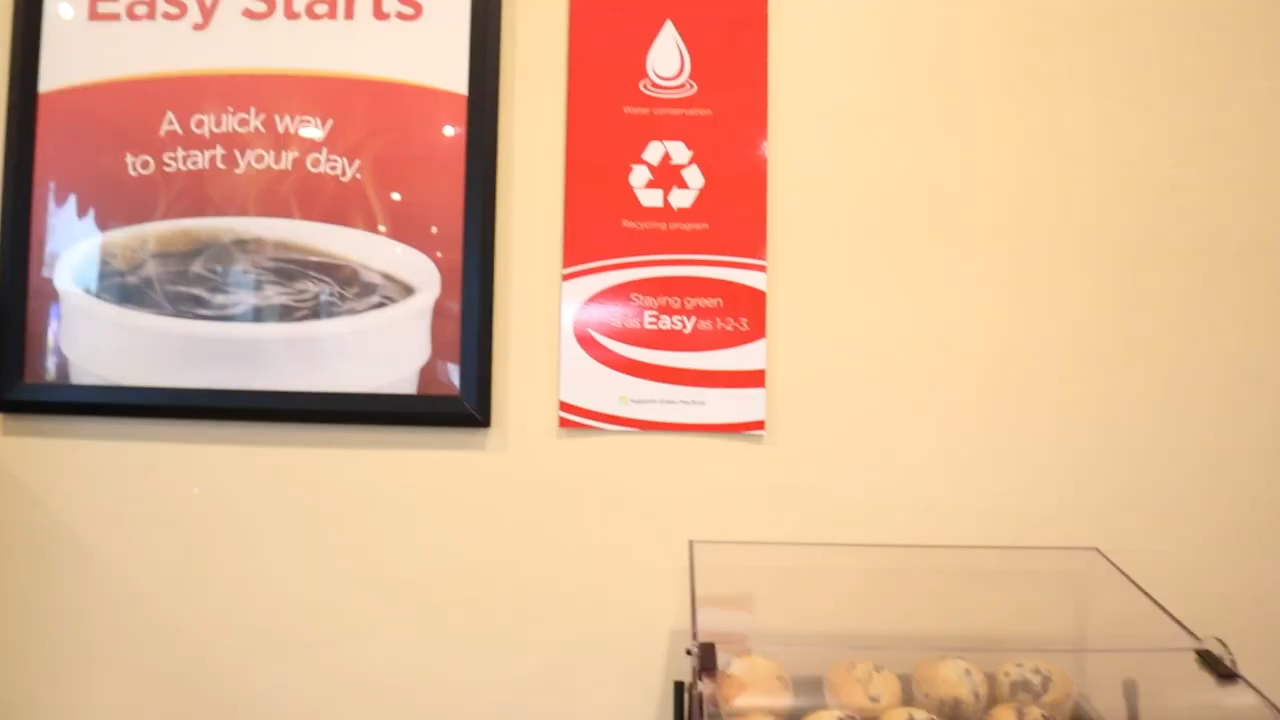 Easy Starts
A quick way
to start your day.
Water conservation
Recycling program
Staying green
is as Easy as 1-2-3.